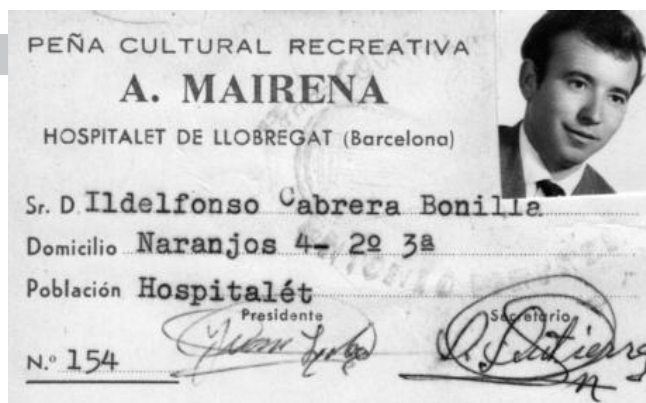 PEÑA CULTURAL RECREATIVA
A. MAIRENA
HOSPITALET DE LLOBREGAT (Barcelona)
Sr. D. Ildelfonso Cabrera Bonilla
Domicilio Naranjos 4- 2º 3ª
Población Hospitalét
Presidente Secretario
N.º 154